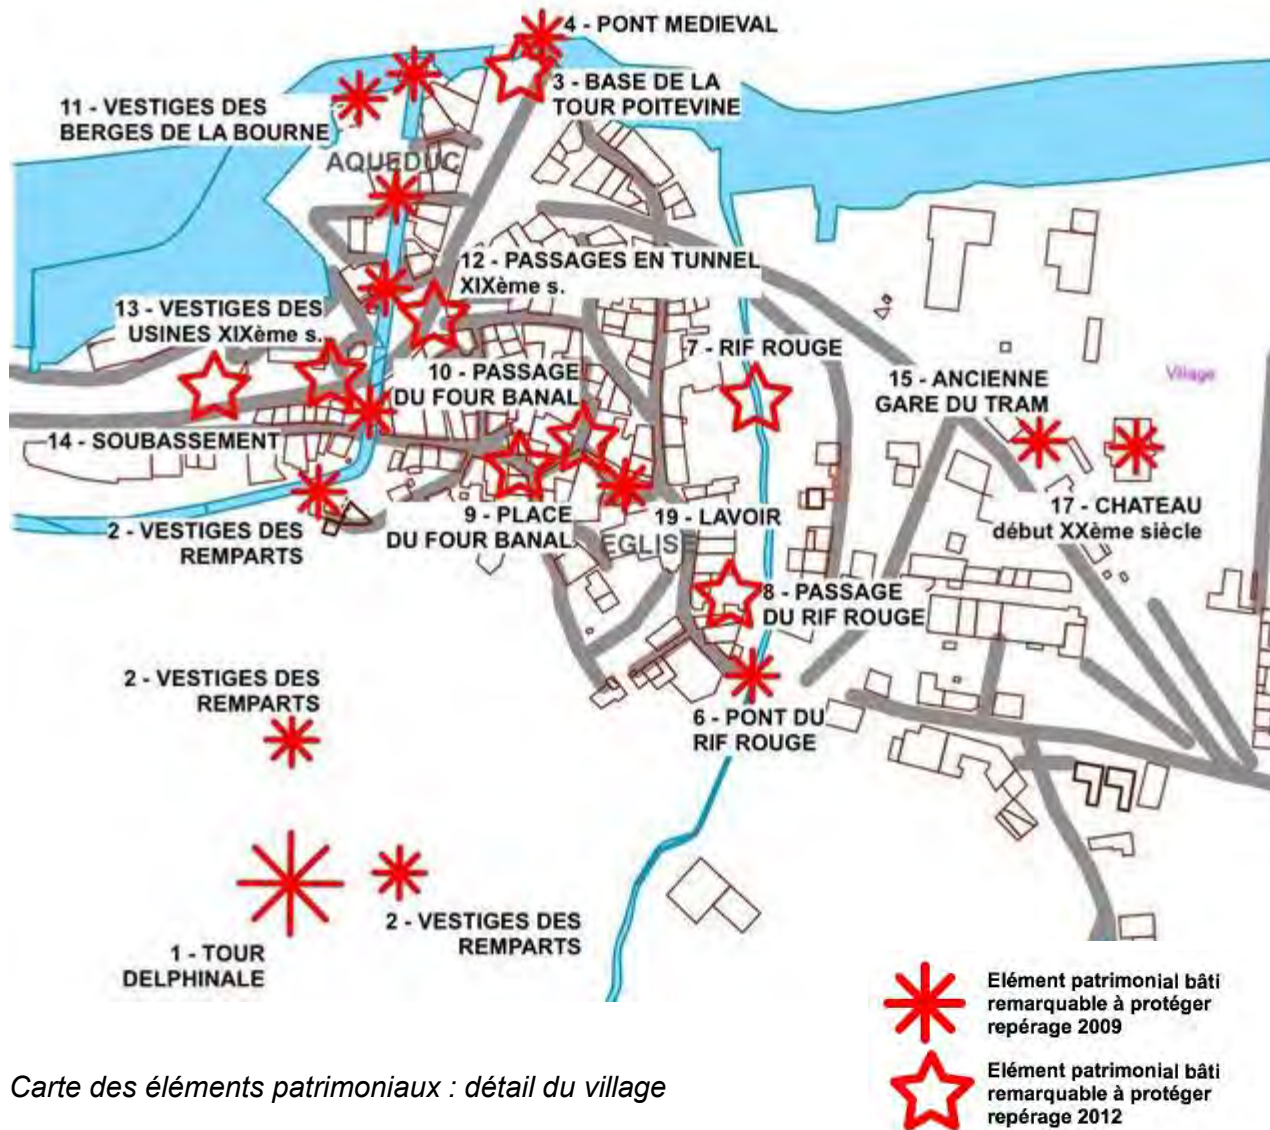 4 - PONT MEDIEVAL
3 - BASE DE LA
TOUR POITEVINE
11 - VESTIGES DES
BERGES DE LA BOURNE
AQUEDUC
12 - PASSAGES EN TUNNEL
XIXème s.
13 - VESTIGES DES
USINES XIXème s.
7 - RIF ROUGE
10 - PASSAGE
DU FOUR BANAL
15 - ANCIENNE
GARE DU TRAM
Village
14 - SOUBASSEMENT
2 - VESTIGES DES
REMPARTS
9 - PLACE
DU FOUR BANAL
19 - LAVOIR
EGLISE
17 - CHATEAU
début XXème siècle
8 - PASSAGE
DU RIF ROUGE
2 - VESTIGES DES
REMPARTS
6 - PONT DU
RIF ROUGE
2 - VESTIGES DES
REMPARTS
1 - TOUR
DELPHINALE
Elément patrimonial bâti
remarquable à protéger
repérage 2009
Elément patrimonial bâti
remarquable à protéger
repérage 2012
Carte des éléments patrimoniaux : détail du village